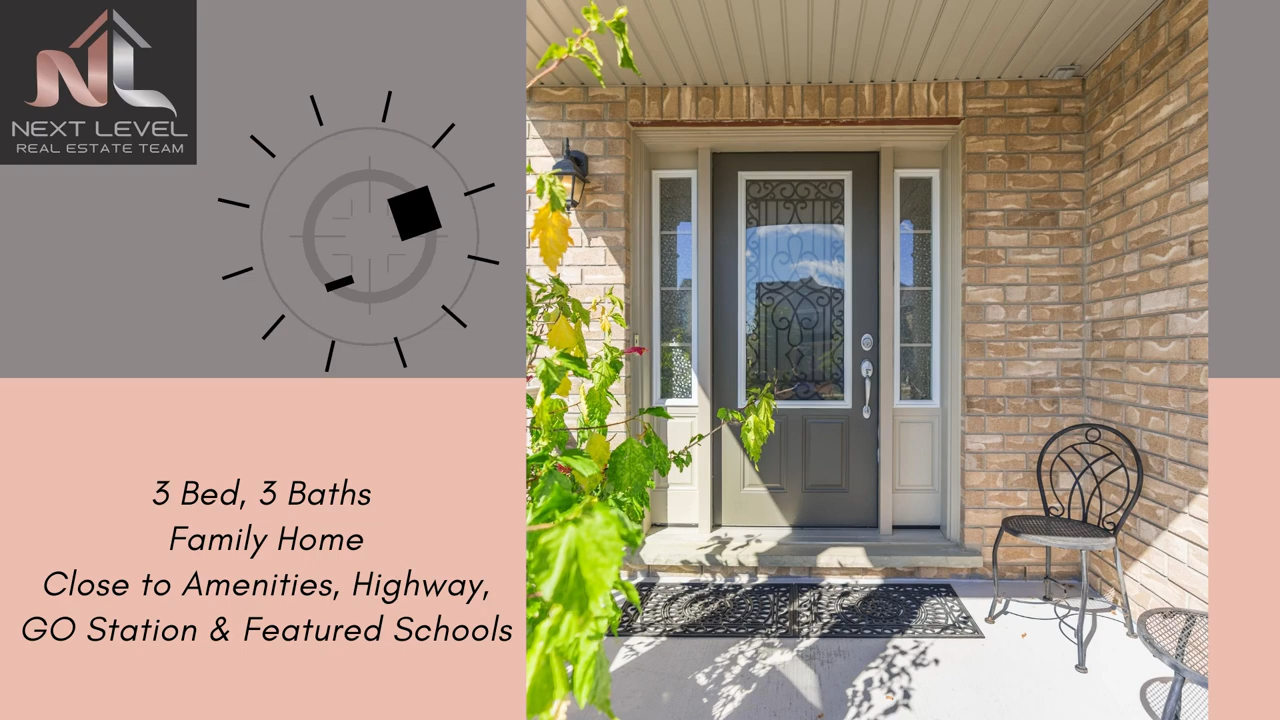 NEXT LEVEL
REAL ESTATE TEAM
3 Bed, 3 Baths
Family Home
Close to Amenities, Highway,
GO Station & Featured Schools